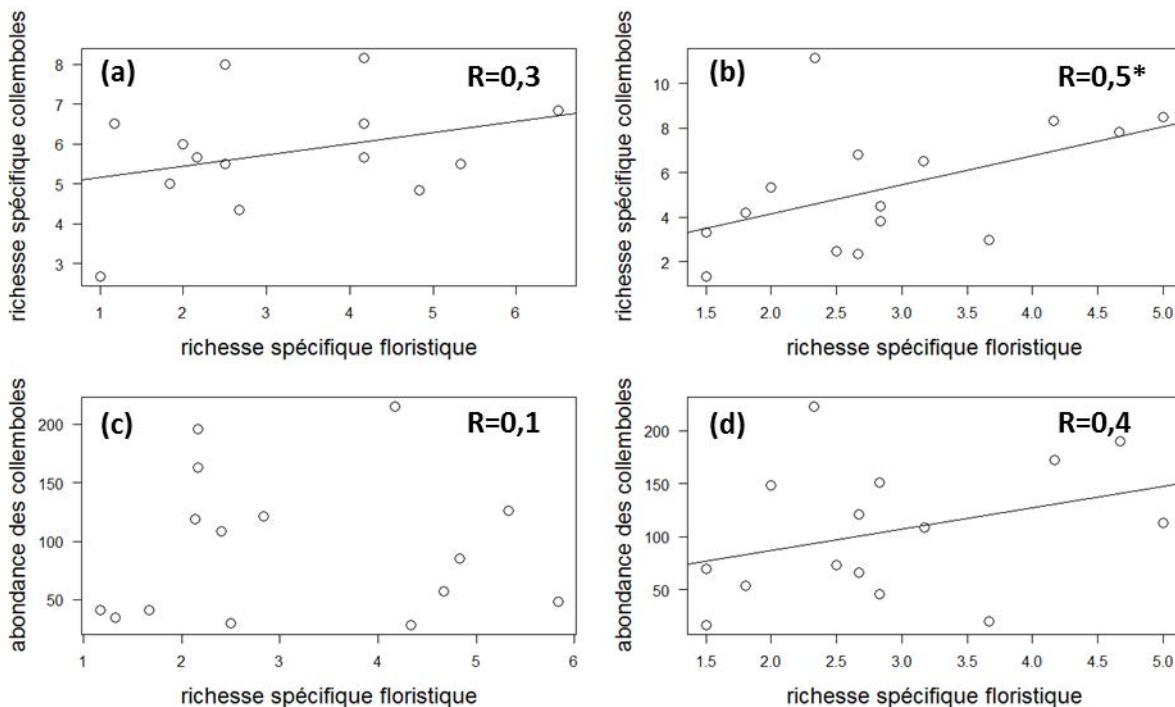 (a)
R=0,3
richesse spécifique collemboles
8
7
6
5
4
3
1
2
3
4
5
6
richesse spécifique floristique
(b)
R=0,5*
richesse spécifique collemboles
10
8
6
4
2
1.5
2.0
2.5
3.0
3.5
4.0
4.5
5.0
richesse spécifique floristique
(c)
R=0,1
abondance des collemboles
200
150
100
50
1
2
3
4
5
6
richesse spécifique floristique
(d)
R=0,4
abondance des collemboles
200
150
100
50
1.5
2.0
2.5
3.0
3.5
4.0
4.5
5.0
richesse spécifique floristique